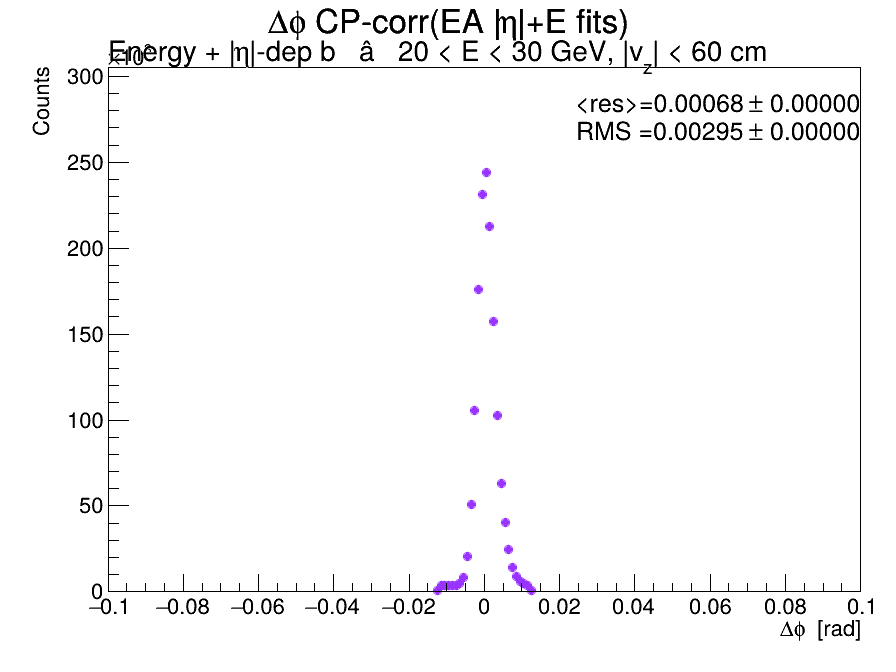 Δϕ CP-corr(EA |η|+E fits)
Energy + |η|-dep b â 20 < E < 30 GeV, |v_z| < 60 cm
<res>=0.00068 ± 0.00000
RMS =0.00295 ± 0.00000
Counts
300
250
200
150
100
50
0
−0.1 −0.08 −0.06 −0.04 −0.02 0 0.02 0.04 0.06 0.08 0.1
Δϕ [rad]